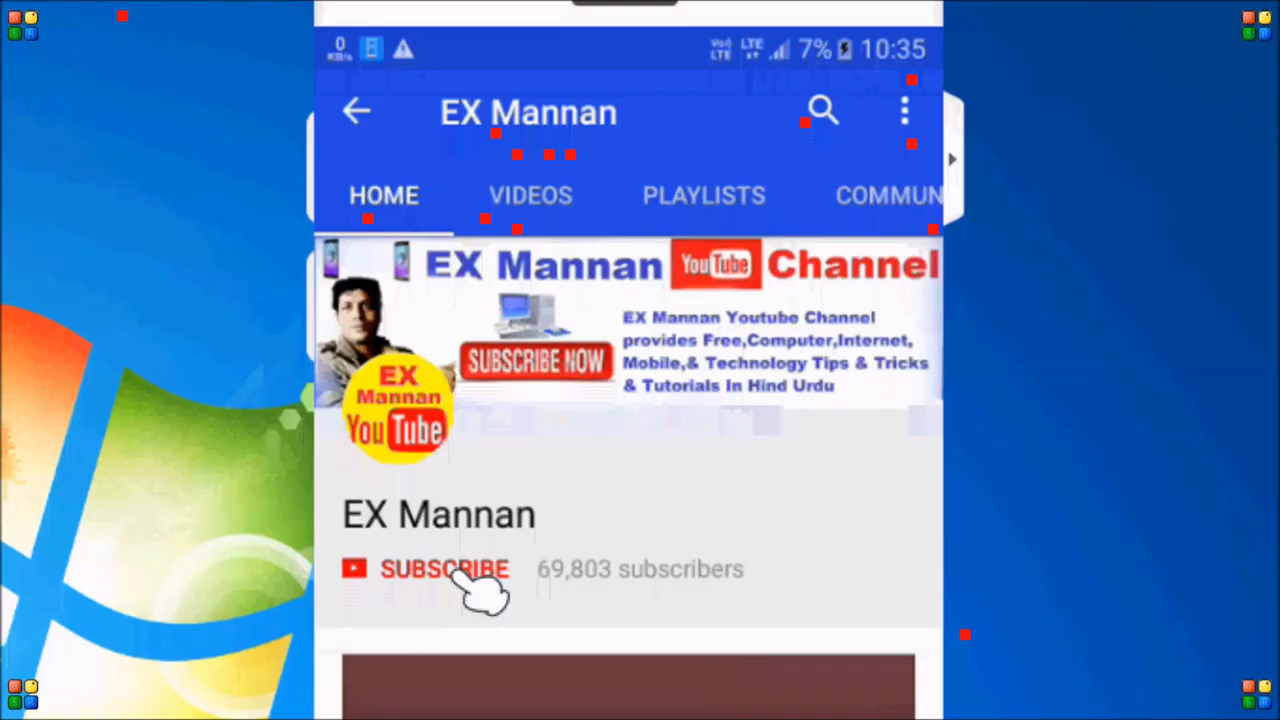 0
KB/s
Vo)
LTE
LTE
7%
10:35
EX Mannan
HOME
VIDEOS
PLAYLISTS
COMMUN
EX Mannan YouTube Channel
EX Mannan Youtube Channel
provides Free,Computer,Internet,
Mobile,& Technology Tips & Tricks
& Tutorials In Hind Urdu
SUBSCRIBE NOW
EX
Mannan
YouTube
EX Mannan
SUBSCRIBE
69,803 subscribers